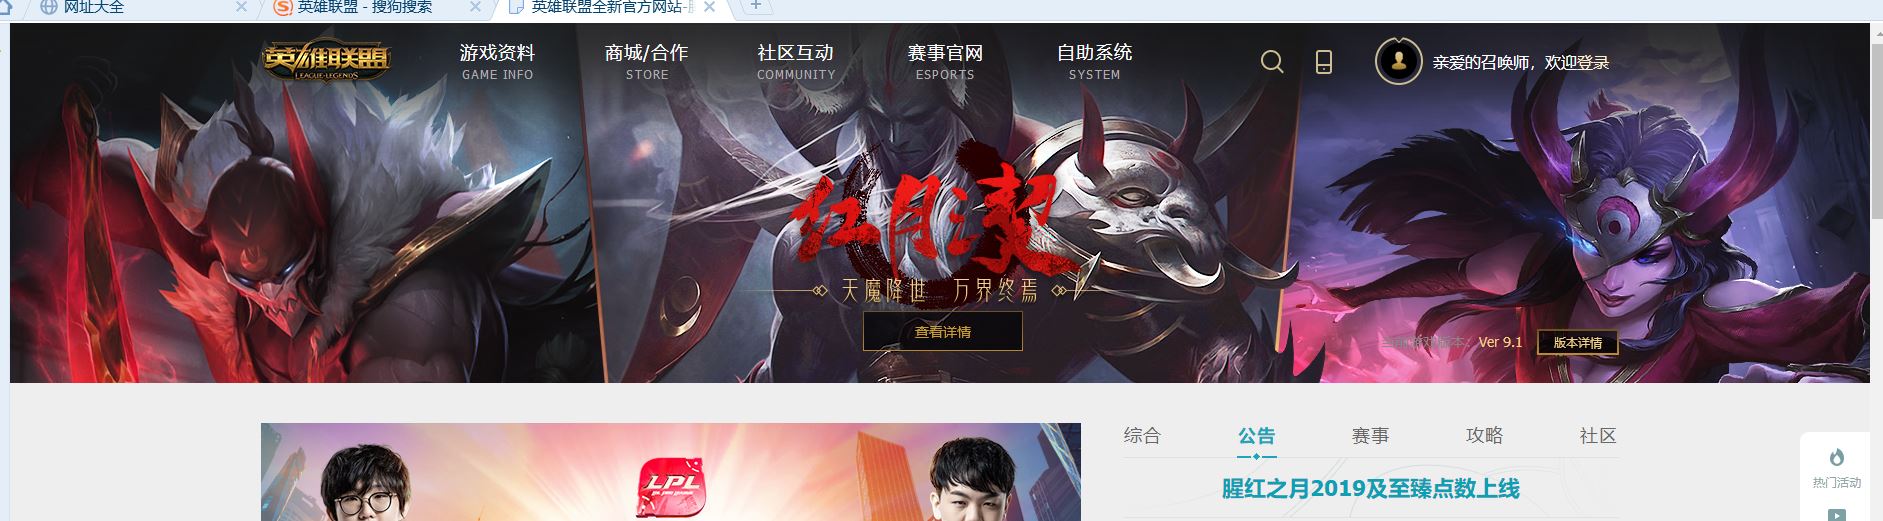 网址大全
英雄联盟 - 搜狗搜索
英雄联盟全新官方网站-
英雄联盟
LEAGUE OF LEGENDS
游戏资料
GAME INFO
商城/合作
STORE
社区互动
COMMUNITY
赛事官网
ESPORTS
自助系统
SYSTEM
亲爱的召唤师，欢迎登录
红月之契
天魔降世 万界终焉
查看详情
当前游戏版本：Ver 9.1
版本详情
LPL
综合
公告
赛事
攻略
社区
腥红之月2019及至臻点数上线
热门活动